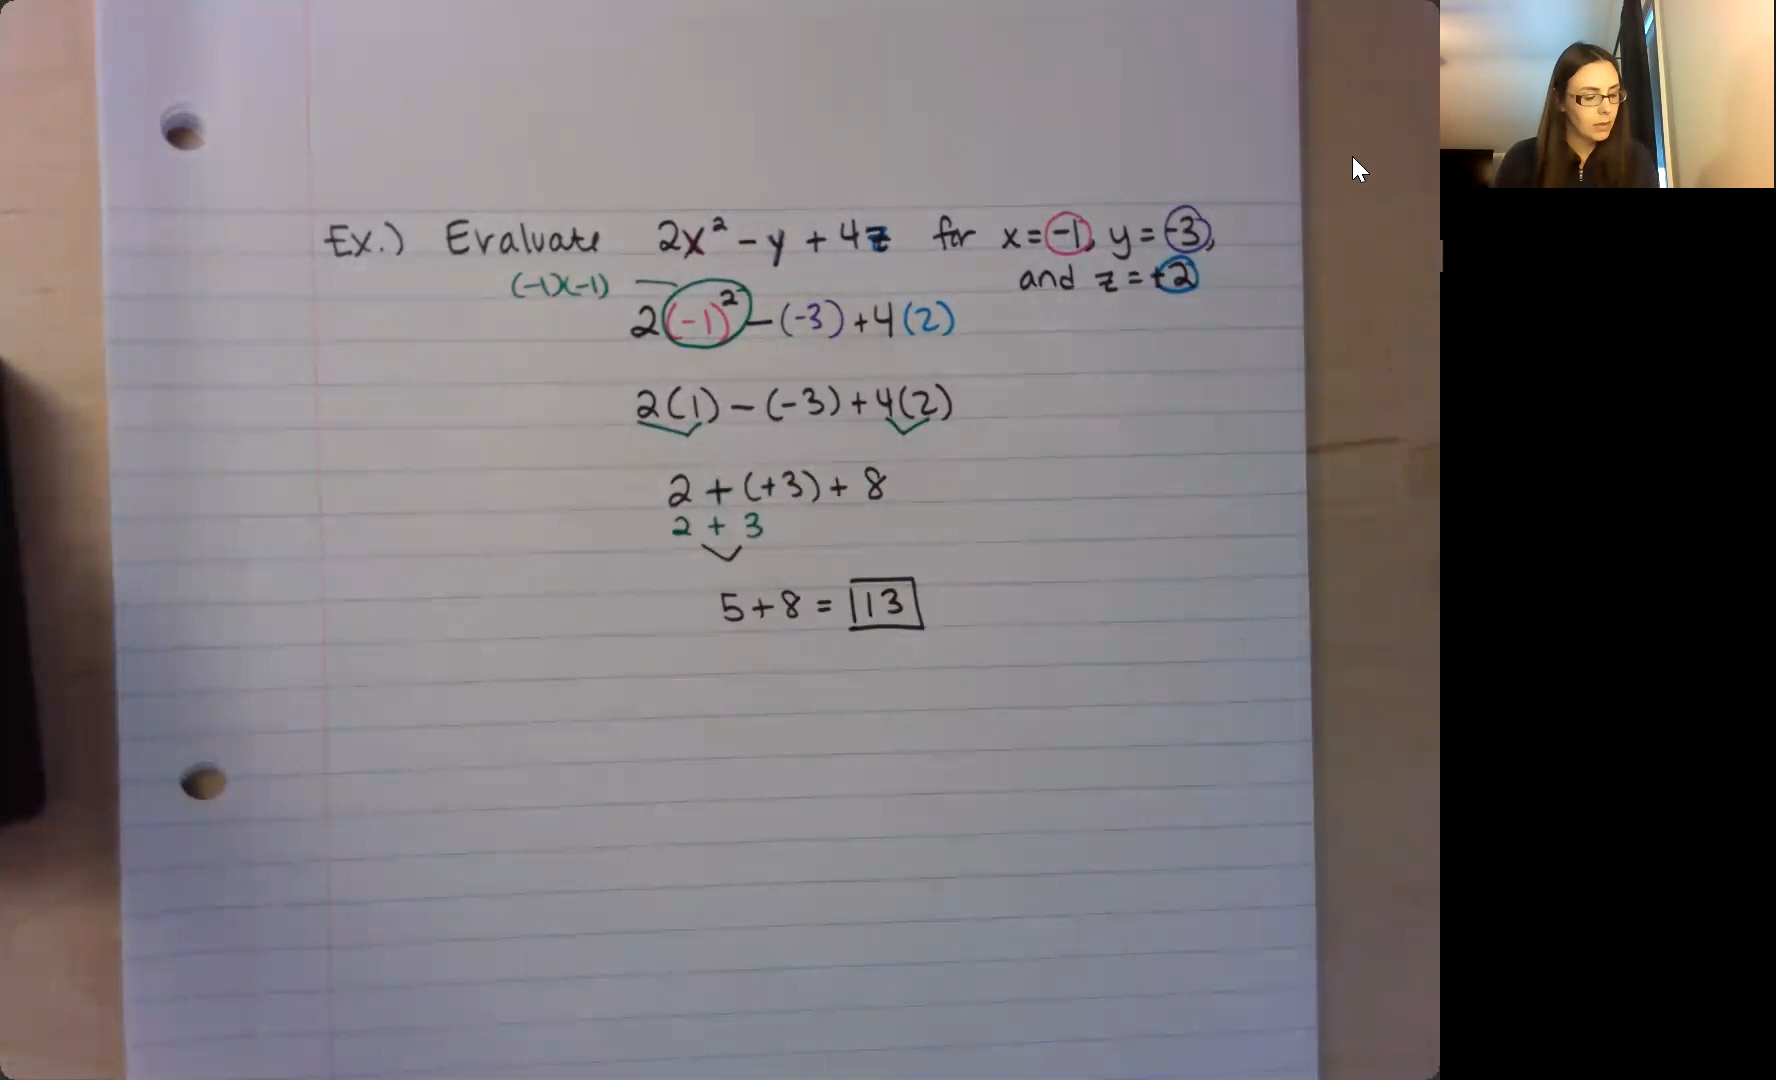 Ex.) Evaluate 2x² - y + 4z for x = -1, y = -3,
and z = +2
(-1)(-1)
2(-1)² - (-3) + 4(2)
2(1) - (-3) + 4(2)
2 + (+3) + 8
2 + 3
5 + 8 = 13